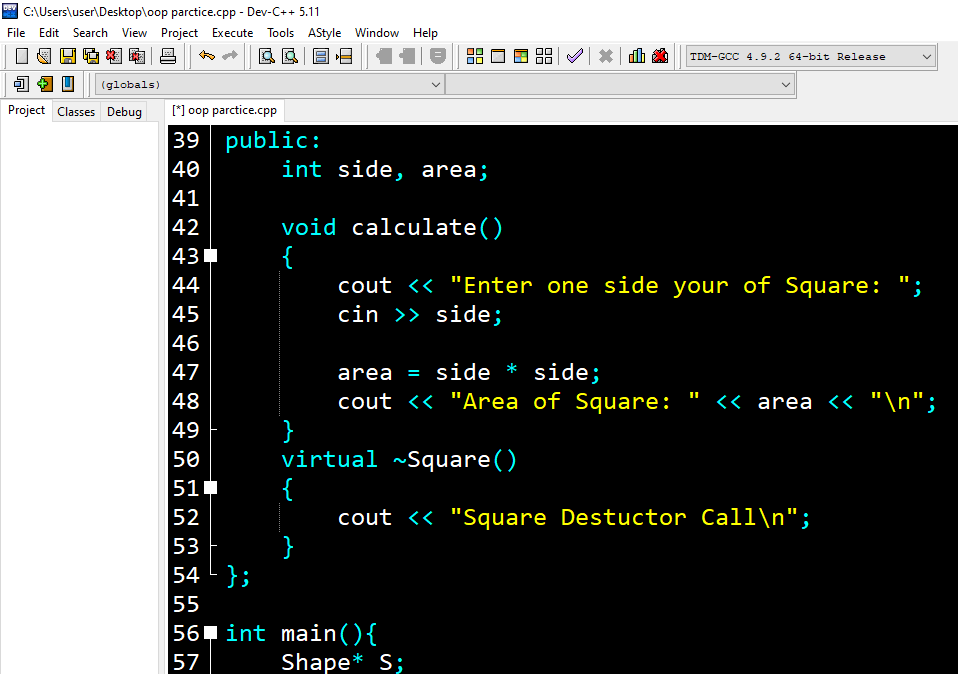 C:\Users\user\Desktop\oop parctice.cpp - Dev-C++ 5.11
File Edit Search View Project Execute Tools AStyle Window Help
TDM-GCC 4.9.2 64-bit Release
(globals)
Project Classes Debug [*] oop parctice.cpp
39 public:
40     int side, area;
41
42     void calculate()
43     {
44         cout << "Enter one side your of Square: ";
45         cin >> side;
46
47         area = side * side;
48         cout << "Area of Square: " << area << "\n";
49     }
50     virtual ~Square()
51     {
52         cout << "Square Destuctor Call\n";
53     }
54 };
55
56 int main(){
57     Shape* S;